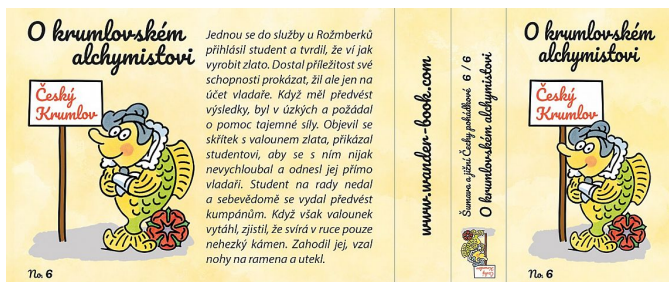 O krumlovském
alchymistovi
Český
Krumlov
No. 6
Jednou se do služby u Rožmberků
přihlásil student a tvrdil, že ví jak
vyrobit zlato. Dostal příležitost své
schopnosti prokázat, žil ale jen na
účet vladaře. Když měl předvést
výsledky, byl v úzkých a požádal
o pomoc tajemné síly. Objevil se
skřítek s valounem zlata, přikázal
studentovi, aby se s ním nijak
nevychloubal a odnesl jej přímo
vladaři. Student na rady nedal
a sebevědomě se vydal předvést
kumpánům. Když však valounek
vytáhl, zjistil, že svírá v ruce pouze
nehezký kámen. Zahodil jej, vzal
nohy na ramena a utekl.
www.wander-book.com
Šumava a jižní Čechy pohádkové 6 / 6
O krumlovském alchymistovi
Český
Krumlov
O krumlovském
alchymistovi
Český
Krumlov
No. 6